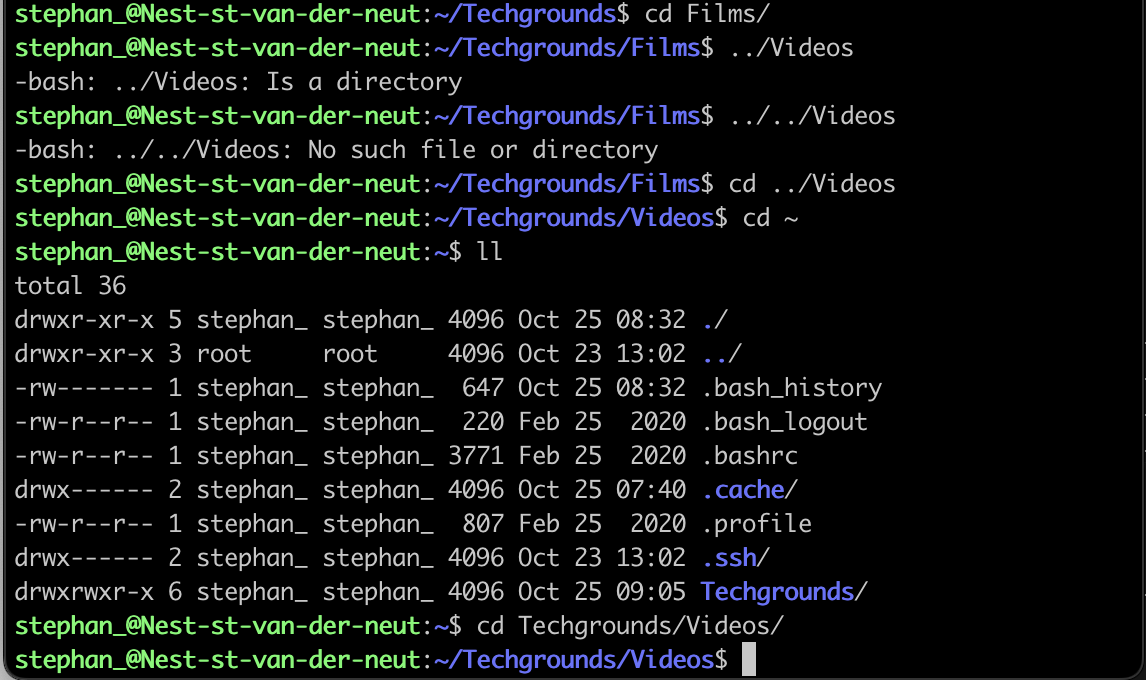 stephan_@Nest-st-van-der-neut:~/Techgrounds$ cd Films/
stephan_@Nest-st-van-der-neut:~/Techgrounds/Films$ ../Videos
-bash: ../Videos: Is a directory
stephan_@Nest-st-van-der-neut:~/Techgrounds/Films$ ../../Videos
-bash: ../../Videos: No such file or directory
stephan_@Nest-st-van-der-neut:~/Techgrounds/Films$ cd ../Videos
stephan_@Nest-st-van-der-neut:~/Techgrounds/Videos$ cd ~
stephan_@Nest-st-van-der-neut:~$ ll
total 36
drwxr-xr-x 5 stephan_ stephan_ 4096 Oct 25 08:32 ./
drwxr-xr-x 3 root     root     4096 Oct 23 13:02 ../
-rw------- 1 stephan_ stephan_  647 Oct 25 08:32 .bash_history
-rw-r--r-- 1 stephan_ stephan_  220 Feb 25  2020 .bash_logout
-rw-r--r-- 1 stephan_ stephan_ 3771 Feb 25  2020 .bashrc
drwx------ 2 stephan_ stephan_ 4096 Oct 25 07:40 .cache/
-rw-r--r-- 1 stephan_ stephan_  807 Feb 25  2020 .profile
drwx------ 2 stephan_ stephan_ 4096 Oct 23 13:02 .ssh/
drwxrwxr-x 6 stephan_ stephan_ 4096 Oct 25 09:05 Techgrounds/
stephan_@Nest-st-van-der-neut:~$ cd Techgrounds/Videos/
stephan_@Nest-st-van-der-neut:~/Techgrounds/Videos$